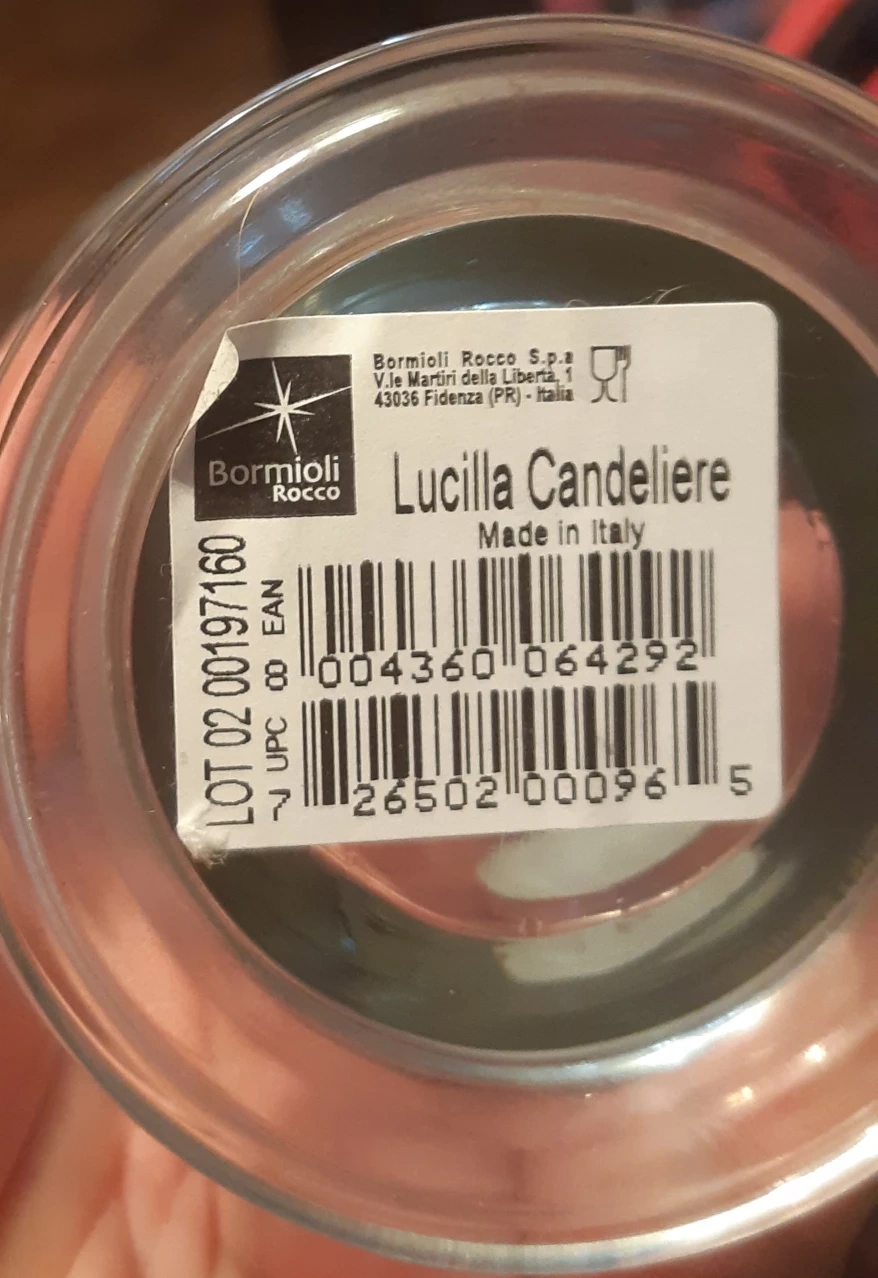 Bormioli
Rocco
Bormioli Rocco S.p.a
V.le Martiri della Libertà, 1
43036 Fidenza (PR) - Italia
Lucilla Candeliere
Made in Italy
LOT 02 00197160
EAN
8 004360 064292
UPC
7 26502 00096 5